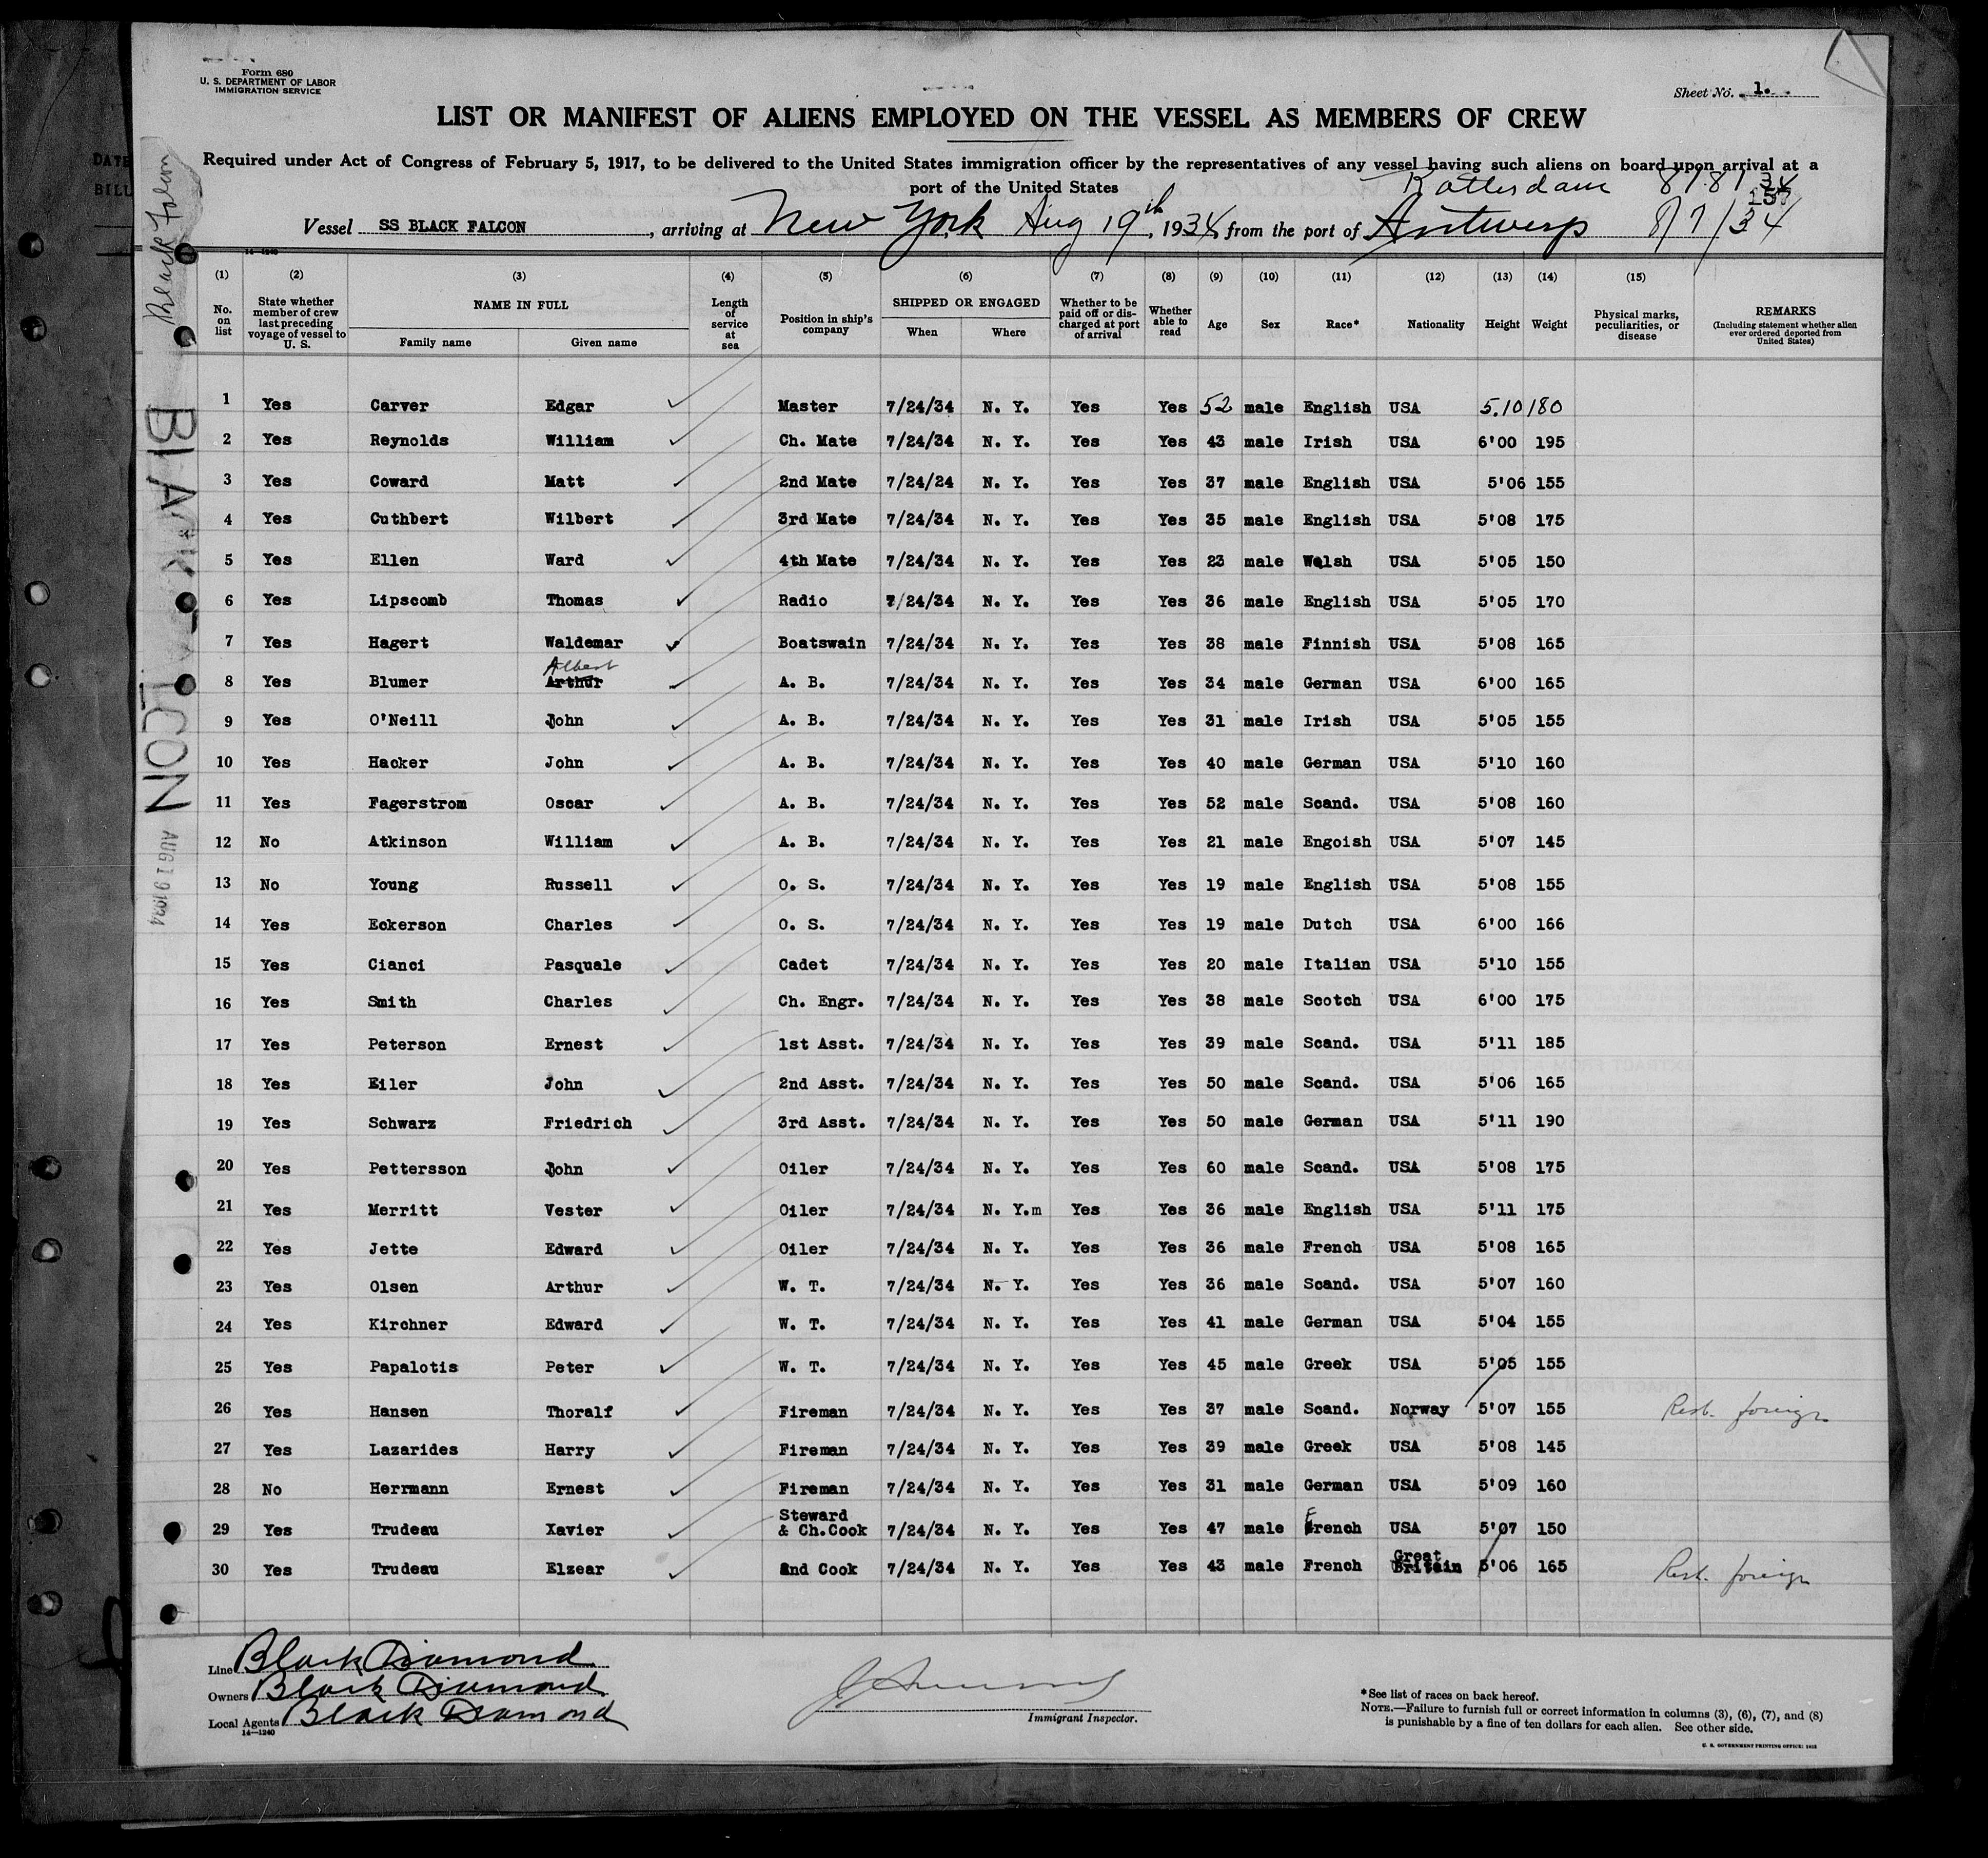 Form 680
U. S. DEPARTMENT OF LABOR
IMMIGRATION SERVICE
Sheet No. 1.
LIST OR MANIFEST OF ALIENS EMPLOYED ON THE VESSEL AS MEMBERS OF CREW
Required under Act of Congress of February 5, 1917, to be delivered to the United States immigration officer by the representatives of any vessel having such aliens on board upon arrival at a
port of the United States
Rotterdam 8/8/34
157
Vessel SS BLACK FALCON, arriving at New York Aug 19th, 1934 from the port of Antwerp 8/7/34
14-1240
(1) (2) (3) (4) (5) (6) (7) (8) (9) (10) (11) (12) (13) (14) (15)
No. on list
State whether member of crew last preceding voyage of vessel to U. S.
NAME IN FULL
Family name Given name
Length of service at sea
Position in ship's company
SHIPPED OR ENGAGED
When Where
Whether to be paid off or discharged at port of arrival
Whether able to read
Age Sex Race* Nationality Height Weight
Physical marks, peculiarities, or disease
REMARKS
(Including statement whether alien ever ordered deported from United States)
1 Yes Carver Edgar Master 7/24/34 N. Y. Yes Yes 52 male English USA 5.10 180
2 Yes Reynolds William Ch. Mate 7/24/34 N. Y. Yes Yes 43 male Irish USA 6'00 195
3 Yes Coward Matt 2nd Mate 7/24/24 N. Y. Yes Yes 37 male English USA 5'06 155
4 Yes Cuthbert Wilbert 3rd Mate 7/24/34 N. Y. Yes Yes 35 male English USA 5'08 175
5 Yes Ellen Ward 4th Mate 7/24/34 N. Y. Yes Yes 23 male Welsh USA 5'05 150
6 Yes Lipscomb Thomas Radio 7/24/34 N. Y. Yes Yes 36 male English USA 5'05 170
7 Yes Hagert Waldemar Boatswain 7/24/34 N. Y. Yes Yes 38 male Finnish USA 5'08 165
Albert
8 Yes Blumer Arthur A. B. 7/24/34 N. Y. Yes Yes 34 male German USA 6'00 165
9 Yes O'Neill John A. B. 7/24/34 N. Y. Yes Yes 31 male Irish USA 5'05 155
10 Yes Hacker John A. B. 7/24/34 N. Y. Yes Yes 40 male German USA 5'10 160
11 Yes Fagerstrom Oscar A. B. 7/24/34 N. Y. Yes Yes 52 male Scand. USA 5'08 160
12 No Atkinson William A. B. 7/24/34 N. Y. Yes Yes 21 male Engoish USA 5'07 145
13 No Young Russell O. S. 7/24/34 N. Y. Yes Yes 19 male English USA 5'08 155
14 Yes Eckerson Charles O. S. 7/24/34 N. Y. Yes Yes 19 male Dutch USA 6'00 166
15 Yes Cianci Pasquale Cadet 7/24/34 N. Y. Yes Yes 20 male Italian USA 5'10 155
16 Yes Smith Charles Ch. Engr. 7/24/34 N. Y. Yes Yes 38 male Scotch USA 6'00 175
17 Yes Peterson Ernest 1st Asst. 7/24/34 N. Y. Yes Yes 39 male Scand. USA 5'11 185
18 Yes Eiler John 2nd Asst. 7/24/34 N. Y. Yes Yes 50 male Scand. USA 5'06 165
19 Yes Schwarz Friedrich 3rd Asst. 7/24/34 N. Y. Yes Yes 50 male German USA 5'11 190
20 Yes Pettersson John Oiler 7/24/34 N. Y. Yes Yes 60 male Scand. USA 5'08 175
21 Yes Merritt Vester Oiler 7/24/34 N. Y.m Yes Yes 36 male English USA 5'11 175
22 Yes Jette Edward Oiler 7/24/34 N. Y. Yes Yes 36 male French USA 5'08 165
23 Yes Olsen Arthur W. T. 7/24/34 N. Y. Yes Yes 36 male Scand. USA 5'07 160
24 Yes Kirchner Edward W. T. 7/24/34 N. Y. Yes Yes 41 male German USA 5'04 155
25 Yes Papalotis Peter W. T. 7/24/34 N. Y. Yes Yes 45 male Greek USA 5'05 155
26 Yes Hansen Thoralf Fireman 7/24/34 N. Y. Yes Yes 37 male Scand. Norway 5'07 155 foreign
27 Yes Lazarides Harry Fireman 7/24/34 N. Y. Yes Yes 39 male Greek USA 5'08 145
28 No Herrmann Ernest Fireman 7/24/34 N. Y. Yes Yes 31 male German USA 5'09 160
29 Yes Trudeau Xavier Steward & Ch.Cook 7/24/34 N. Y. Yes Yes 47 male French USA 5'07 150
30 Yes Trudeau Elzear 2nd Cook 7/24/34 N. Y. Yes Yes 43 male French Great Britain 5'06 165 foreign
Line Black Diamond
Owners Black Diamond
Local Agents Black Diamond
14-1240
Immigrant Inspector.
*See list of races on back hereof.
NOTE.—Failure to furnish full or correct information in columns (3), (6), (7), and (8)
is punishable by a fine of ten dollars for each alien. See other side.
U. S. GOVERNMENT PRINTING OFFICE: 1932
Black Falcon
BLACK FALCON
AUG 19 1934
DATE
BILL